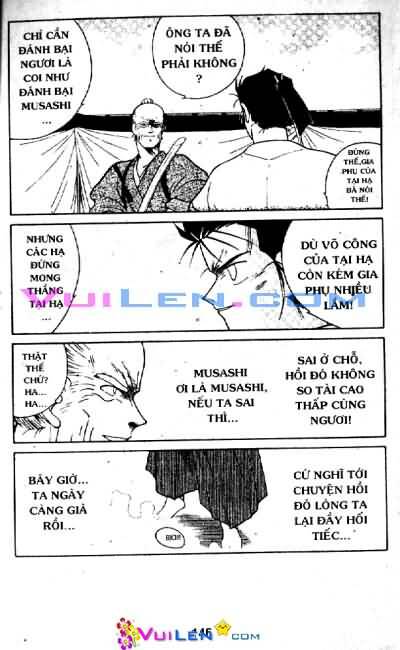 ÔNG TA ĐÃ
NÓI THẾ
PHẢI KHÔNG
?
CHỈ CẦN
ĐÁNH BẠI
NGƯƠI LÀ
COI NHƯ
ĐÁNH BẠI
MUSASHI
...
ĐÚNG
THẾ, GIA
PHỤ CỦA
TẠI HẠ
ĐÃ NÓI
THẾ!
DÙ VÕ CÔNG
CỦA TẠI HẠ
CÒN KÉM GIA
PHỤ NHIỀU
LẮM!
NHƯNG
CÁC HẠ
ĐỪNG
MONG
THẮNG
TẠI HẠ
...
VuiLen.com
SAI Ở CHỖ,
HỒI ĐÓ KHÔNG
SO TÀI CAO
THẤP CÙNG
NGƯƠI!
MUSASHI
ƠI LÀ MUSASHI,
NẾU TA SAI
THÌ...
THẬT
THẾ
CHỨ?
HA...
HA...
CỨ NGHĨ TỚI
CHUYỆN HỒI
ĐÓ LÒNG TA
LẠI ĐẦY HỐI
TIẾC...
BÂY GIỜ...
TA NGÀY
CÀNG GIÀ
RỒI...
146
VuiLen.com